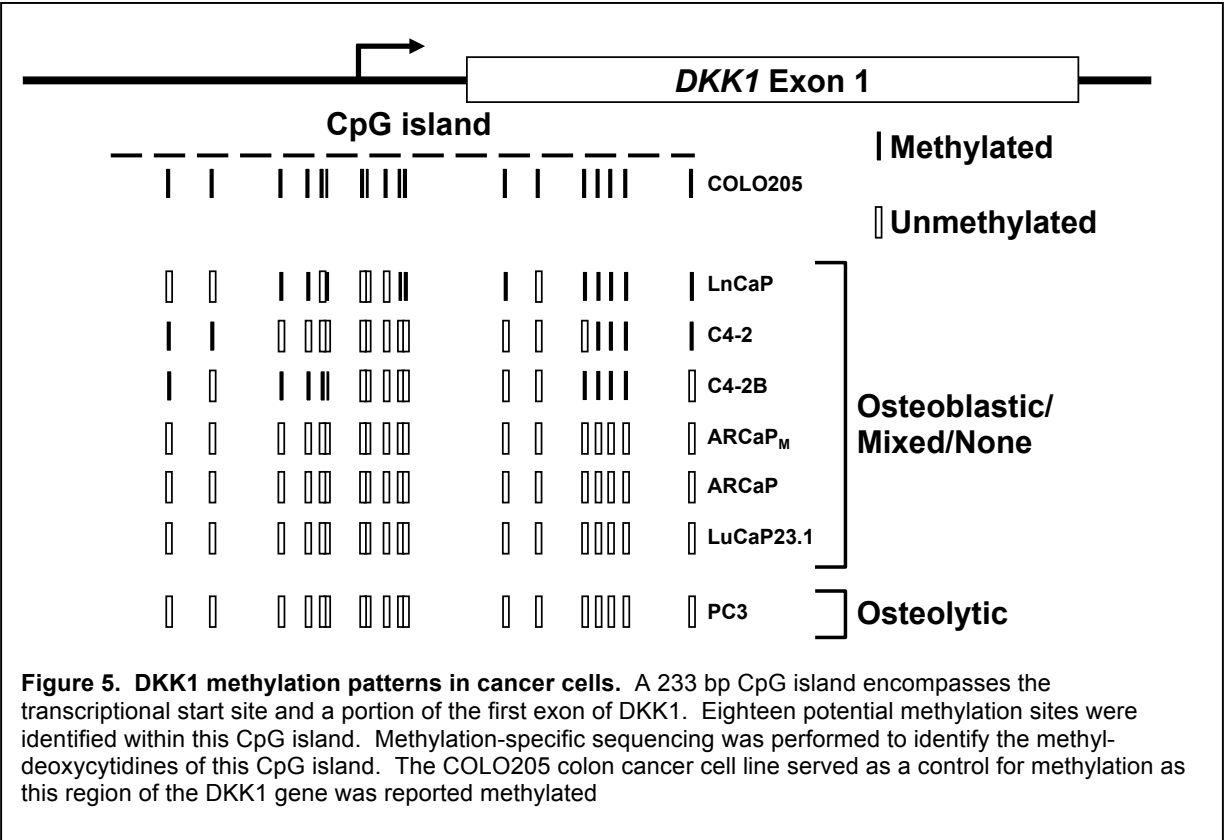 DKK1 Exon 1
CpG island
Methylated
COLO205
Unmethylated
LnCaP
C4-2
C4-2B
Osteoblastic/
Mixed/None
ARCaPM
ARCaP
LuCaP23.1
PC3
Osteolytic
Figure 5. DKK1 methylation patterns in cancer cells. A 233 bp CpG island encompasses the
transcriptional start site and a portion of the first exon of DKK1. Eighteen potential methylation sites were
identified within this CpG island. Methylation-specific sequencing was performed to identify the methyl-
deoxycytidines of this CpG island. The COLO205 colon cancer cell line served as a control for methylation as
this region of the DKK1 gene was reported methylated